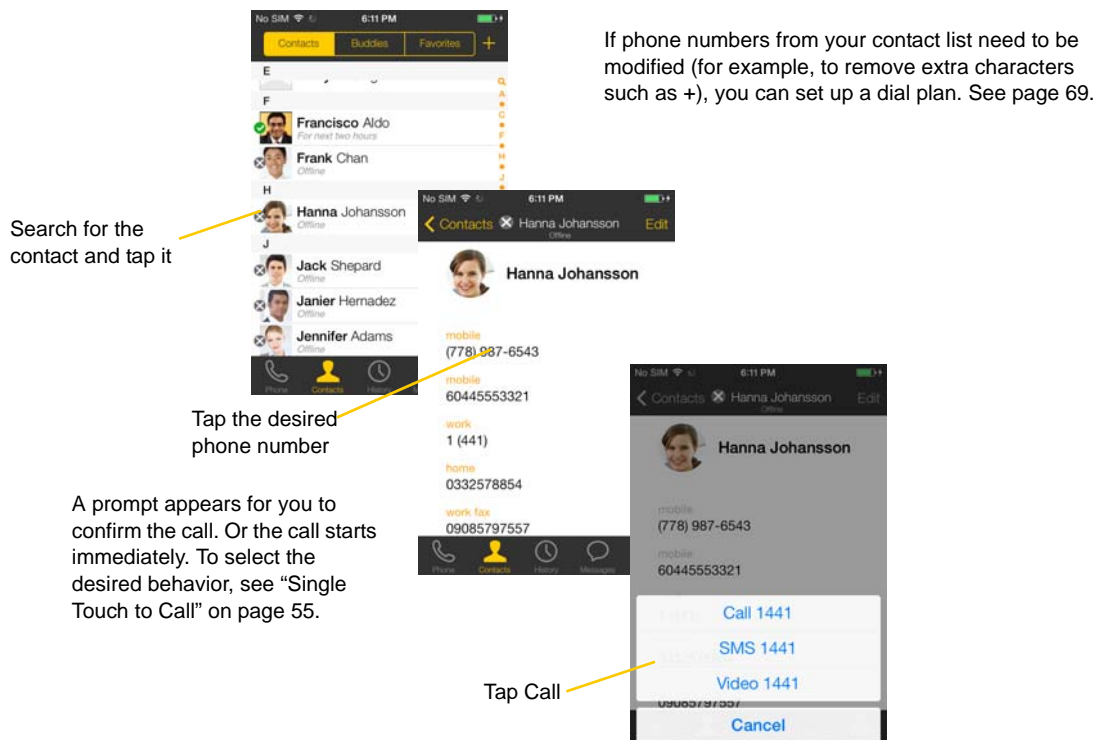 No SIM 6:11 PM
Contacts Buddies Favorites +
E
F
Francisco Aldo
For next two hours
Frank Chan
Offline
H
Hanna Johansson
Offline
J
Jack Shepard
Offline
Janier Hernadez
Offline
Jennifer Adams
Offline
Phone Contacts History
A
C
F
H
J
If phone numbers from your contact list need to be
modified (for example, to remove extra characters
such as +), you can set up a dial plan. See page 69.
Search for the
contact and tap it
No SIM 6:11 PM
Contacts Hanna Johansson Edit
Offline
Hanna Johansson
mobile
(778) 987-6543
mobile
60445553321
work
1 (441)
home
0332578854
work fax
09085797557
Phone Contacts History Messages
Tap the desired
phone number
A prompt appears for you to
confirm the call. Or the call starts
immediately. To select the
desired behavior, see “Single
Touch to Call” on page 55.
No SIM 6:11 PM
Contacts Hanna Johansson Edit
Offline
Hanna Johansson
mobile
(778) 987-6543
mobile
60445553321
Call 1441
SMS 1441
Video 1441
09085797557
Cancel
Tap Call